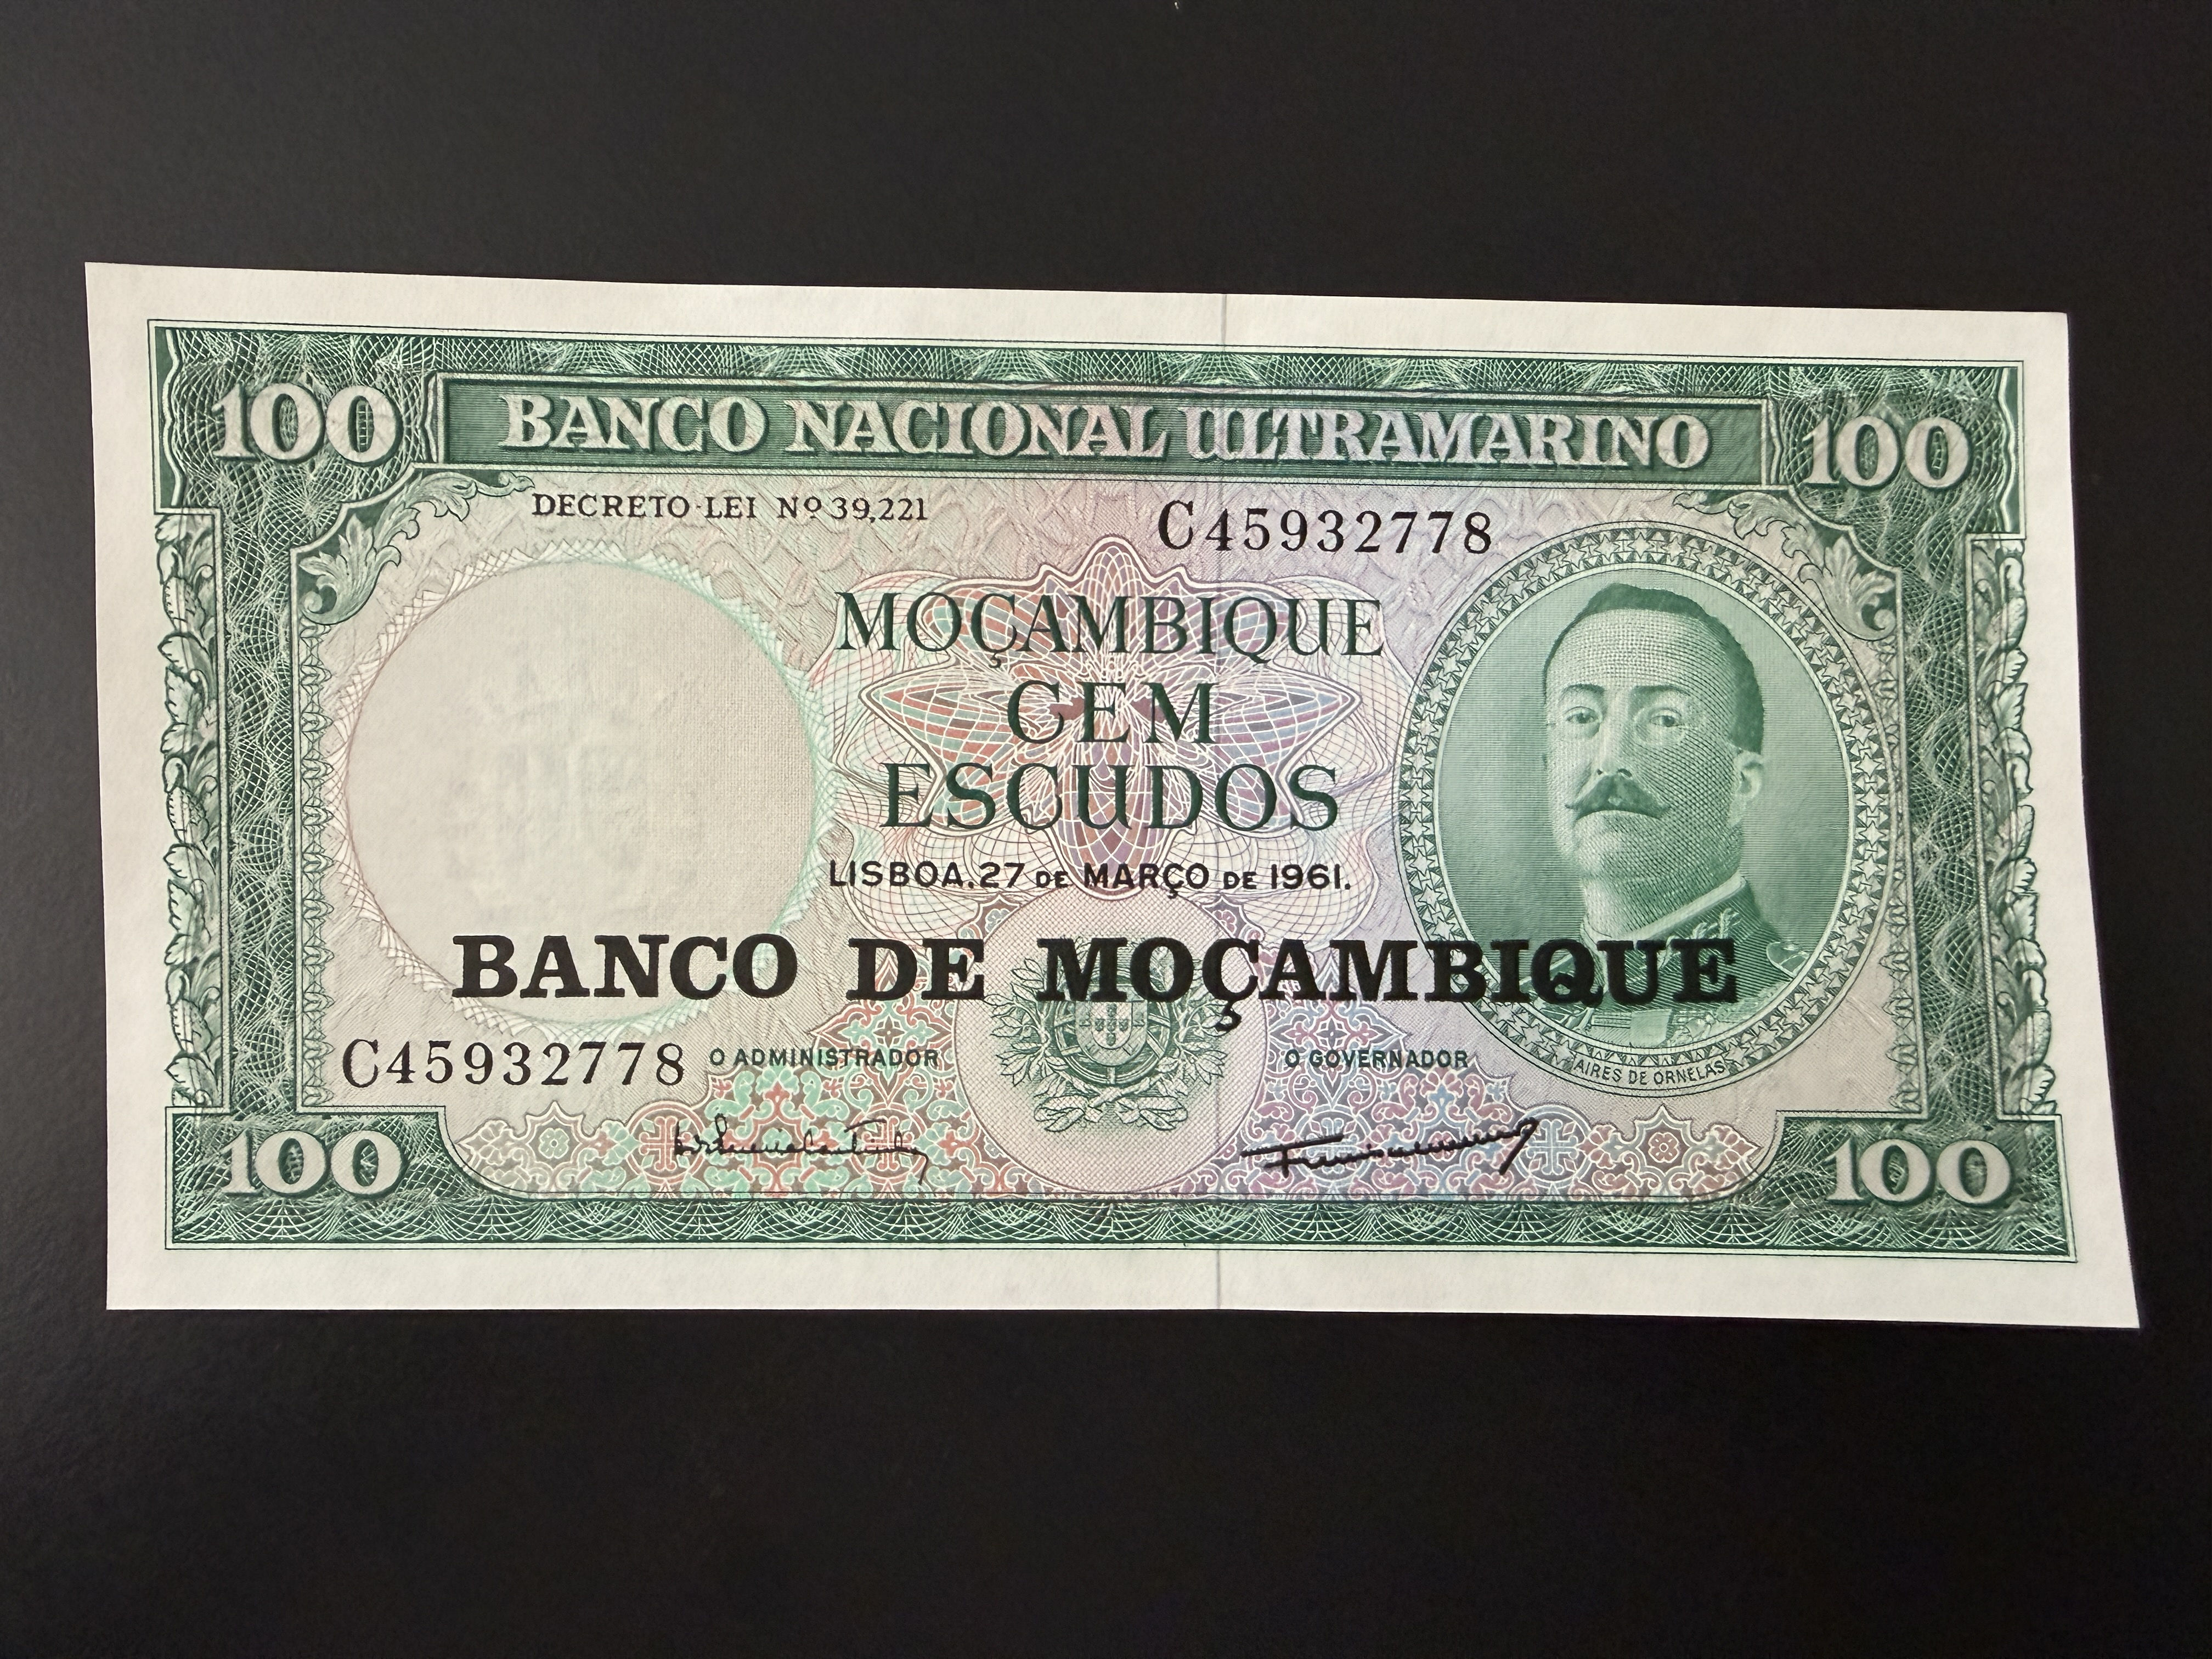 100 BANCO NACIONAL ULTRAMARINO 100
DECRETO-LEI Nº 39,221
C45932778
MOÇAMBIQUE
CEM
ESCUDOS
LISBOA.27 DE MARÇO DE 1961.
BANCO DE MOÇAMBIQUE
C45932778
O ADMINISTRADOR
O GOVERNADOR
AIRES DE ORNELAS
100
100